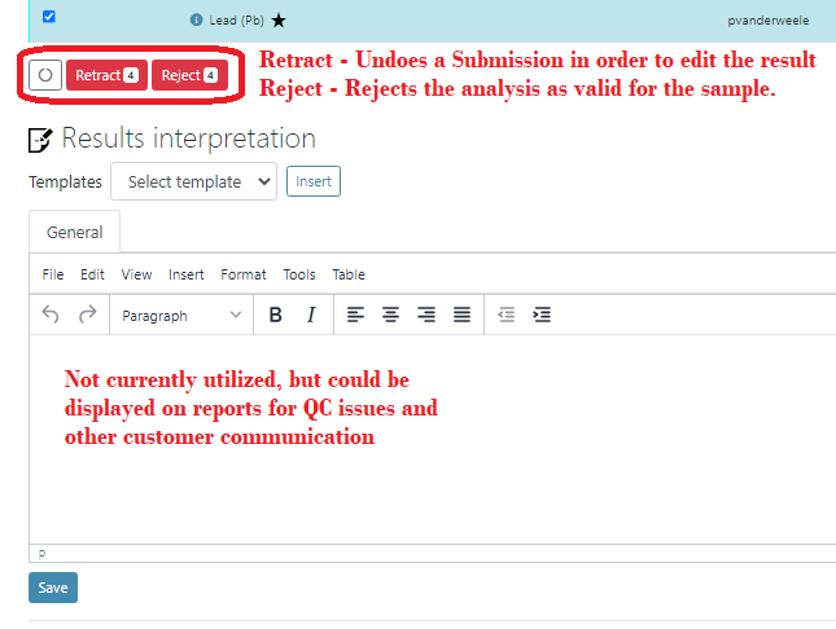 Lead (Pb) ★ pvanderweele
Retract 4 Reject 4
Retract - Undoes a Submission in order to edit the result
Reject - Rejects the analysis as valid for the sample.
Results interpretation
Templates Select template Insert
General
File Edit View Insert Format Tools Table
Paragraph B I
Not currently utilized, but could be
displayed on reports for QC issues and
other customer communication
p
Save